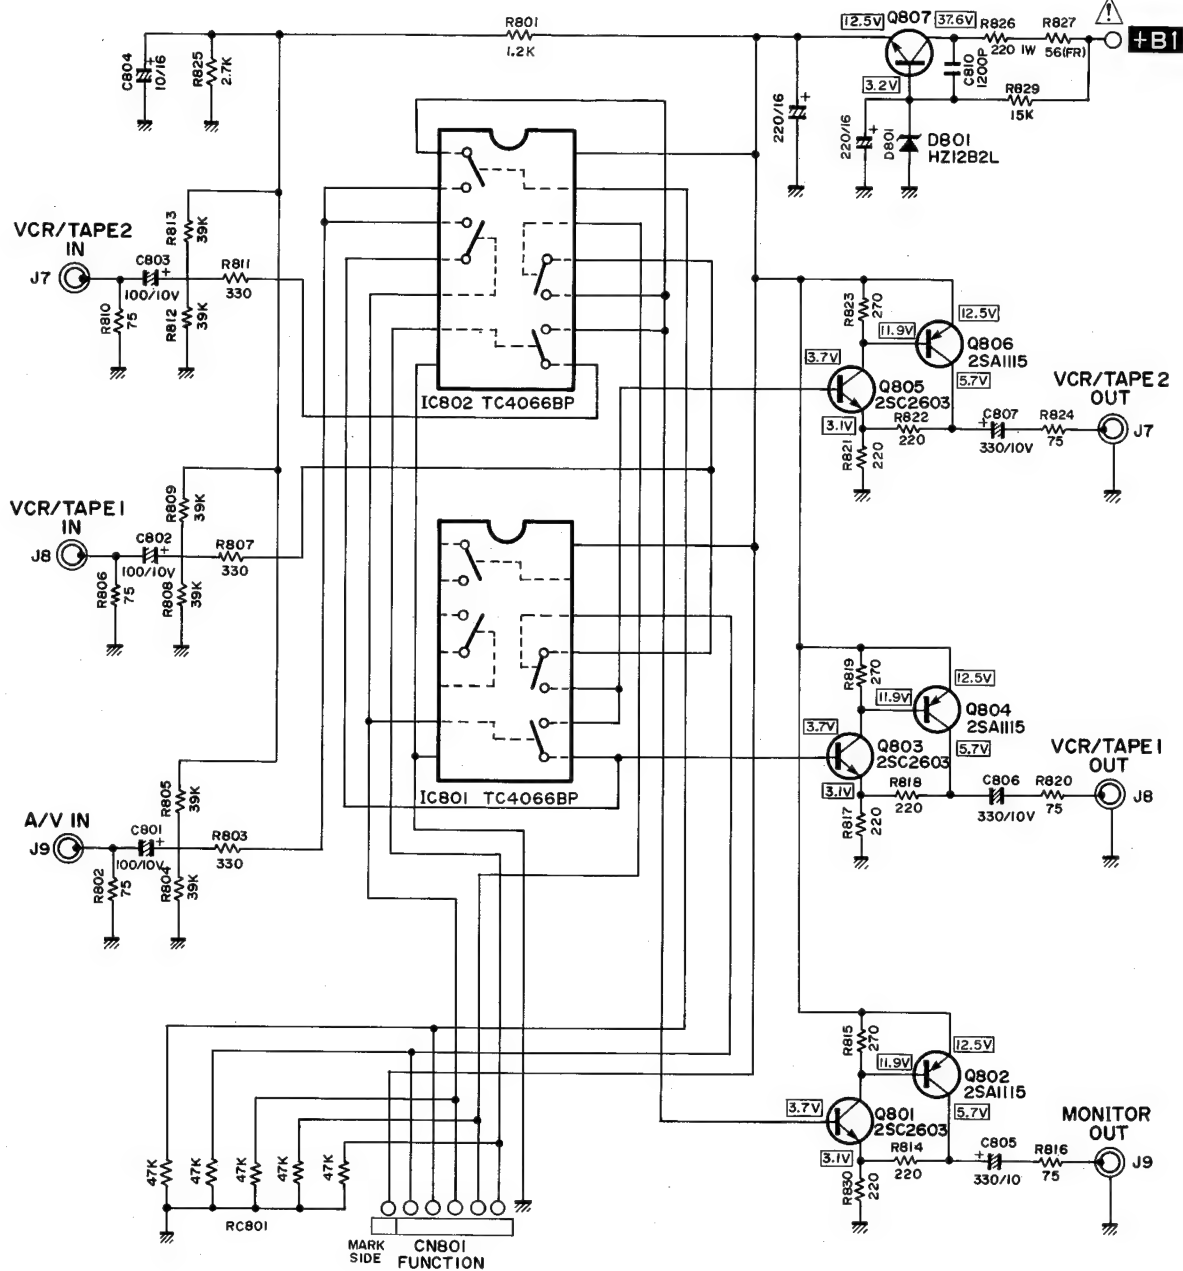 R801
1.2K
C804
10/16
R825
2.7K
12.5V
Q807
37.6V
R826
220 1W
R827
56(FR)
+B1
C810
1200P
3.2V
R829
15K
220/16
220/16
D801
D801
HZ12B2L
VCR/TAPE2
IN
J7
R813
39K
C803
+
100/10V
R811
330
R810
75
R812
39K
IC802 TC4066BP
R823
270
12.5V
11.9V
Q806
2SA1115
3.7V
Q805
2SC2603
5.7V
3.1V
R822
220
R821
220
C807
+
330/10V
R824
75
VCR/TAPE2
OUT
J7
VCR/TAPE1
IN
J8
R809
39K
C802
+
100/10V
R807
330
R806
75
R808
39K
IC801 TC4066BP
R819
270
12.5V
11.9V
Q804
2SA1115
3.7V
Q803
2SC2603
5.7V
3.1V
R818
220
R817
220
C806
330/10V
R820
75
VCR/TAPE1
OUT
J8
A/V IN
J9
R805
39K
C801
+
100/10V
R803
330
R802
75
R804
39K
R815
270
12.5V
11.9V
Q802
2SA1115
3.7V
Q801
2SC2603
5.7V
3.1V
R814
220
R830
220
C805
+
330/10
R816
75
MONITOR
OUT
J9
47K
47K
47K
47K
47K
RC801
MARK
SIDE
CN801
FUNCTION